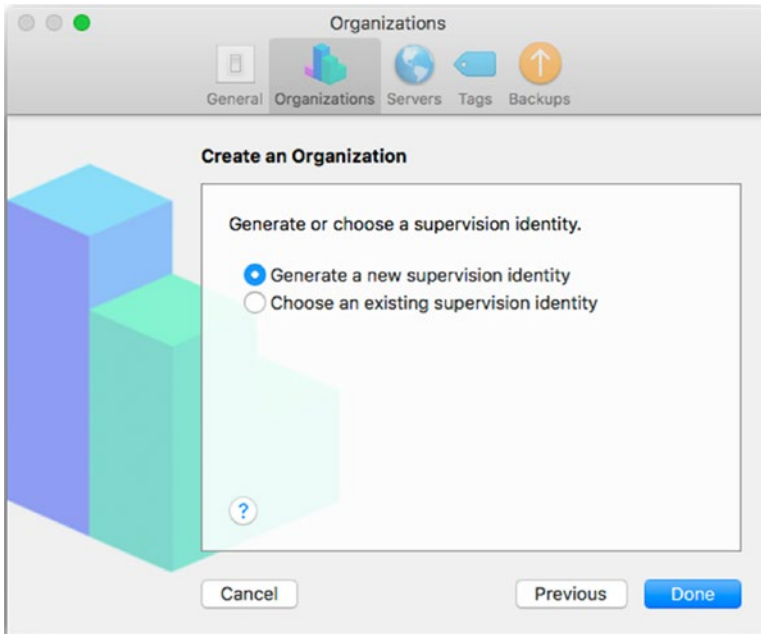 Organizations
General Organizations Servers Tags Backups
Create an Organization
Generate or choose a supervision identity.
Generate a new supervision identity
Choose an existing supervision identity
?
Cancel Previous Done